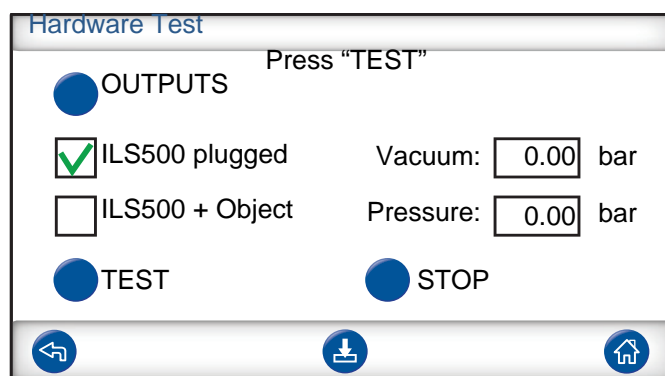 Hardware Test
Press “TEST”
OUTPUTS
ILS500 plugged
Vacuum: 0.00 bar
ILS500 + Object
Pressure: 0.00 bar
TEST
STOP